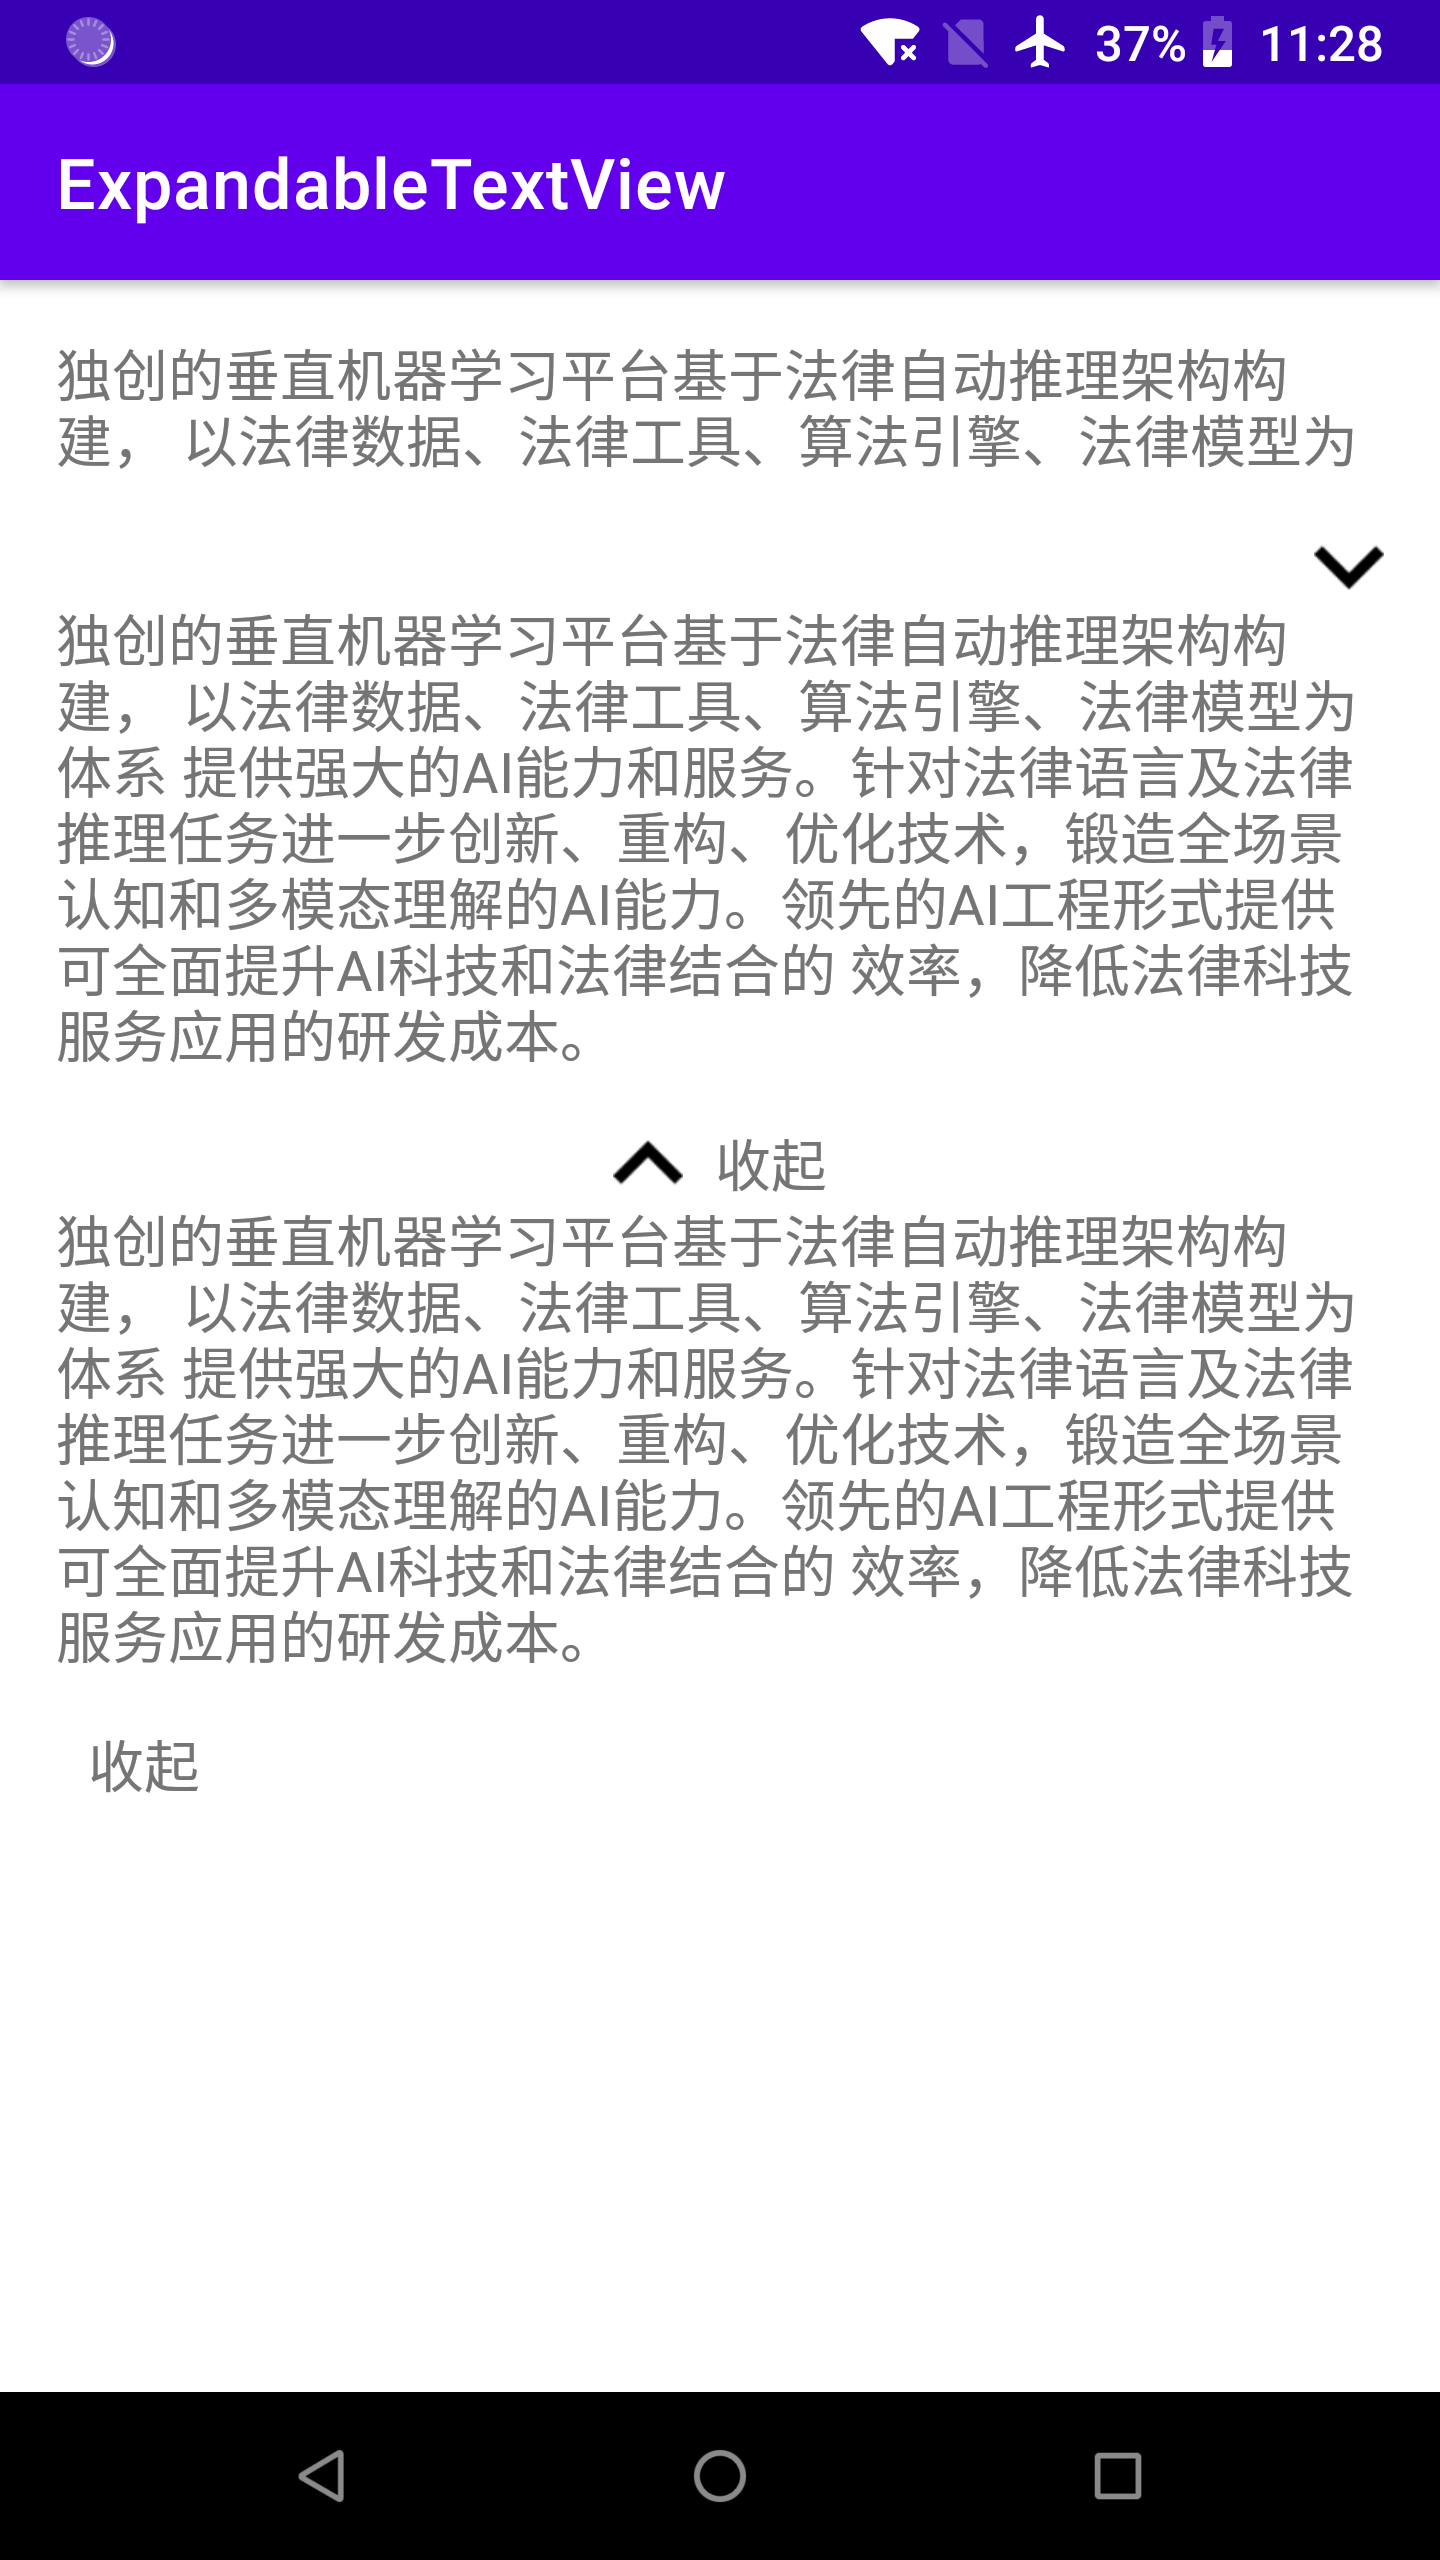 37% 11:28
ExpandableTextView
独创的垂直机器学习平台基于法律自动推理架构构
建， 以法律数据、法律工具、算法引擎、法律模型为
独创的垂直机器学习平台基于法律自动推理架构构
建， 以法律数据、法律工具、算法引擎、法律模型为
体系 提供强大的AI能力和服务。针对法律语言及法律
推理任务进一步创新、重构、优化技术，锻造全场景
认知和多模态理解的AI能力。领先的AI工程形式提供
可全面提升AI科技和法律结合的 效率，降低法律科技
服务应用的研发成本。
收起
独创的垂直机器学习平台基于法律自动推理架构构
建， 以法律数据、法律工具、算法引擎、法律模型为
体系 提供强大的AI能力和服务。针对法律语言及法律
推理任务进一步创新、重构、优化技术，锻造全场景
认知和多模态理解的AI能力。领先的AI工程形式提供
可全面提升AI科技和法律结合的 效率，降低法律科技
服务应用的研发成本。
收起